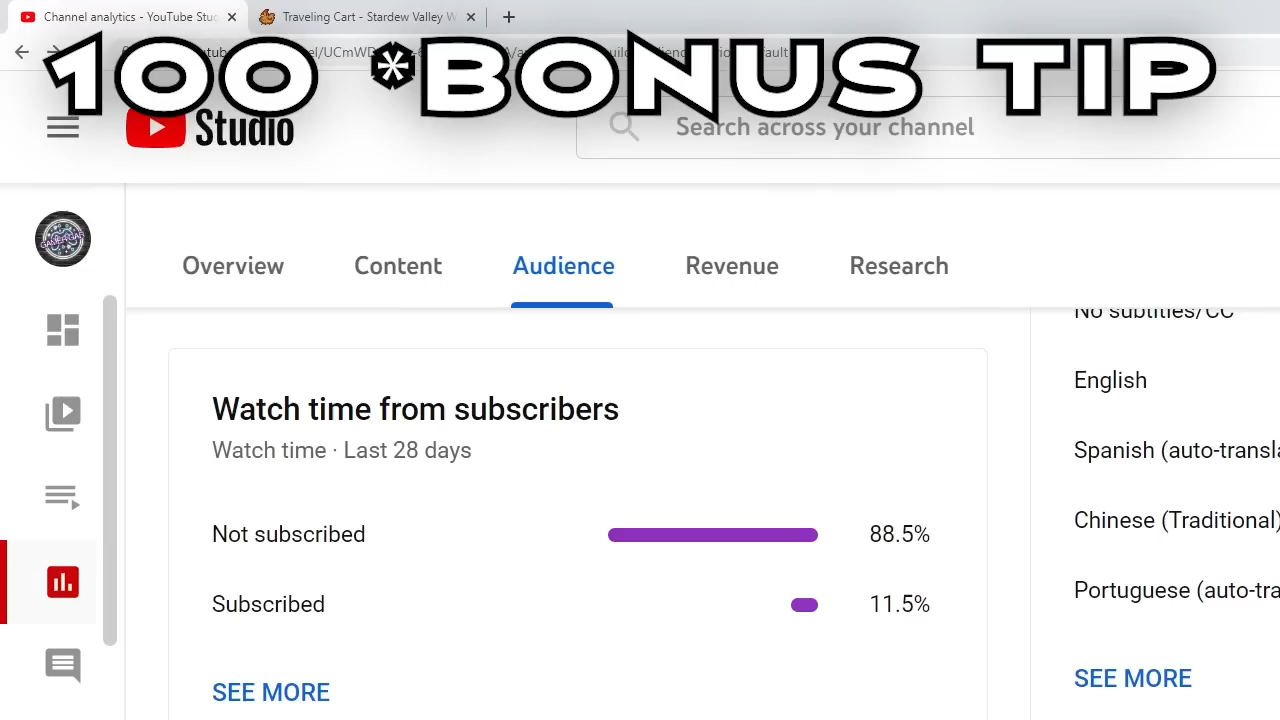 Channel analytics - YouTube Stu
Traveling Cart - Stardew Valley W
100 *BONUS TIP
Studio
Search across your channel
Overview
Content
Audience
Revenue
Research
Watch time from subscribers
Watch time · Last 28 days
Not subscribed
88.5%
Subscribed
11.5%
SEE MORE
No subtitles/CC
English
Spanish (auto-transla
Chinese (Traditional)
Portuguese (auto-tra
SEE MORE